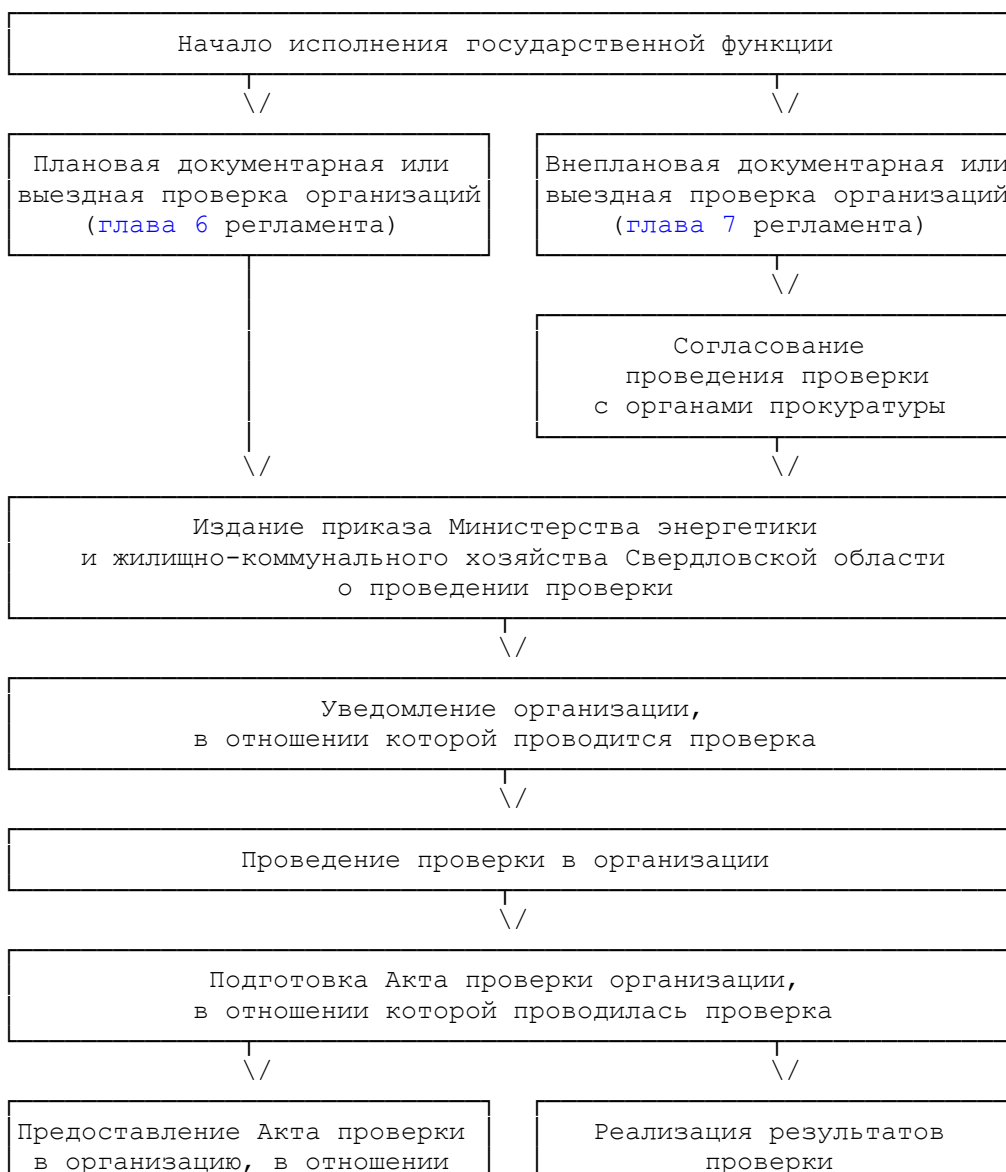 Начало исполнения государственной функции
Плановая документарная или
выездная проверка организаций
(глава 6 регламента)
Внеплановая документарная или
выездная проверка организаций
(глава 7 регламента)
Согласование
проведения проверки
с органами прокуратуры
Издание приказа Министерства энергетики
и жилищно-коммунального хозяйства Свердловской области
о проведении проверки
Уведомление организации,
в отношении которой проводится проверка
Проведение проверки в организации
Подготовка Акта проверки организации,
в отношении которой проводилась проверка
Предоставление Акта проверки
в организацию, в отношении
Реализация результатов
проверки